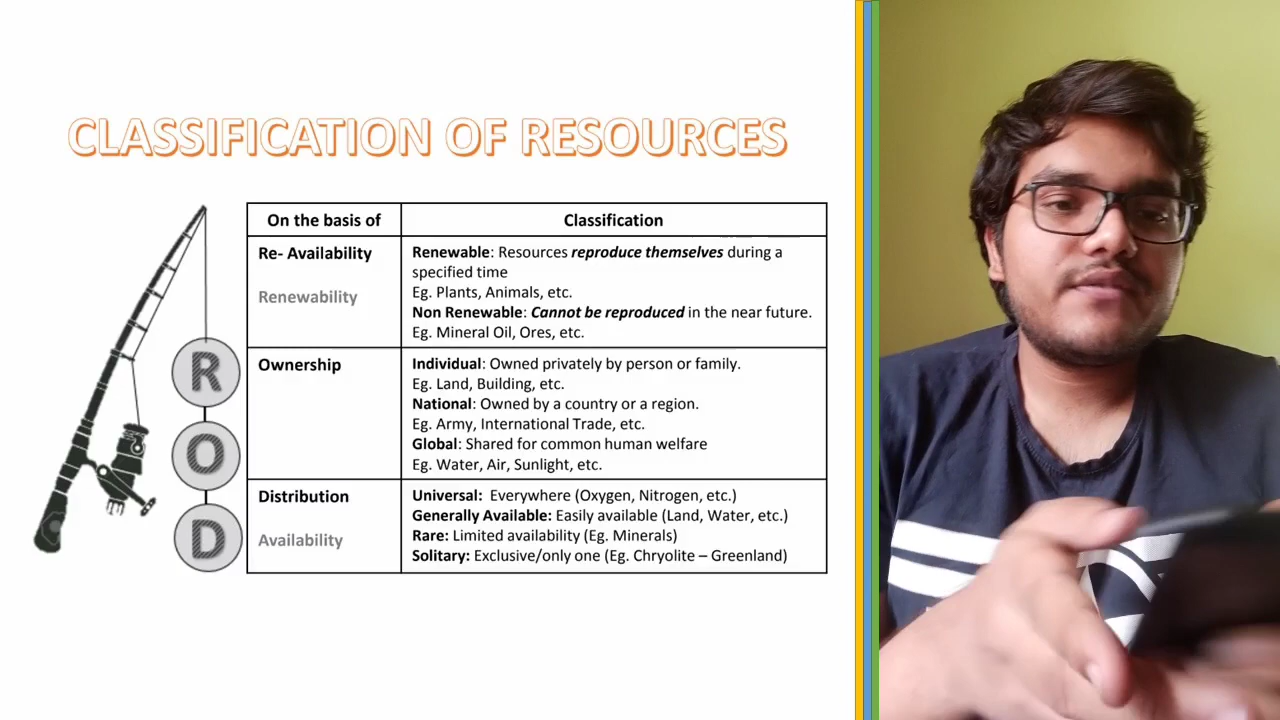 CLASSIFICATION OF RESOURCES
On the basis of
Classification
Re- Availability
Renewability
Renewable: Resources reproduce themselves during a
specified time
Eg. Plants, Animals, etc.
Non Renewable: Cannot be reproduced in the near future.
Eg. Mineral Oil, Ores, etc.
Ownership
Individual: Owned privately by person or family.
Eg. Land, Building, etc.
National: Owned by a country or a region.
Eg. Army, International Trade, etc.
Global: Shared for common human welfare
Eg. Water, Air, Sunlight, etc.
Distribution
Availability
Universal: Everywhere (Oxygen, Nitrogen, etc.)
Generally Available: Easily available (Land, Water, etc.)
Rare: Limited availability (Eg. Minerals)
Solitary: Exclusive/only one (Eg. Chryolite – Greenland)
R
O
D